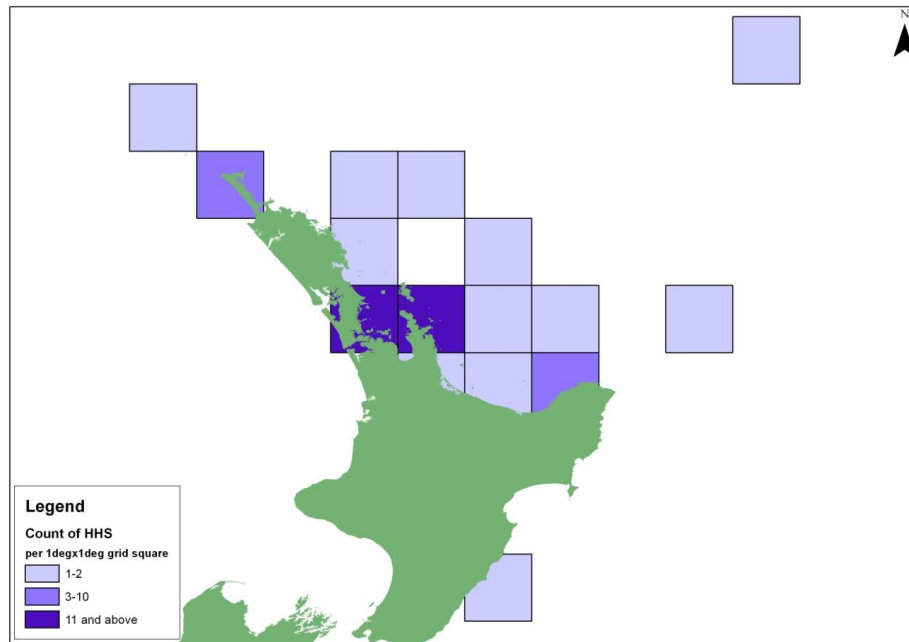 N
Legend
Count of HHS
per 1degx1deg grid square
1-2
3-10
11 and above